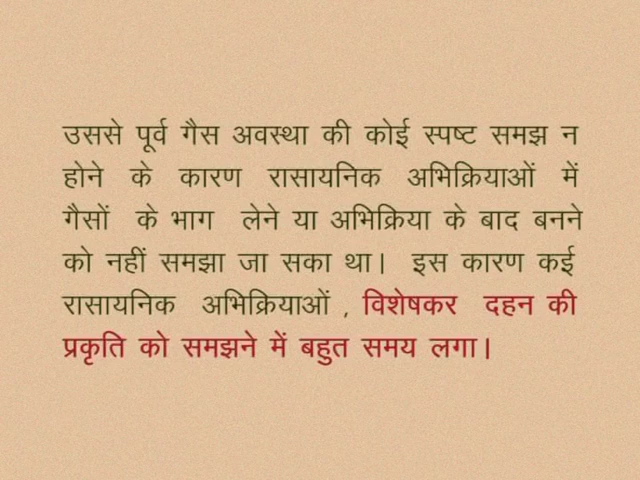 उससे पूर्व गैस अवस्था की कोई स्पष्ट समझ न
होने के कारण रासायनिक अभिक्रियाओं में
गैसों के भाग लेने या अभिक्रिया के बाद बनने
को नहीं समझा जा सका था। इस कारण कई
रासायनिक अभिक्रियाओं , विशेषकर दहन की
प्रकृति को समझने में बहुत समय लगा।